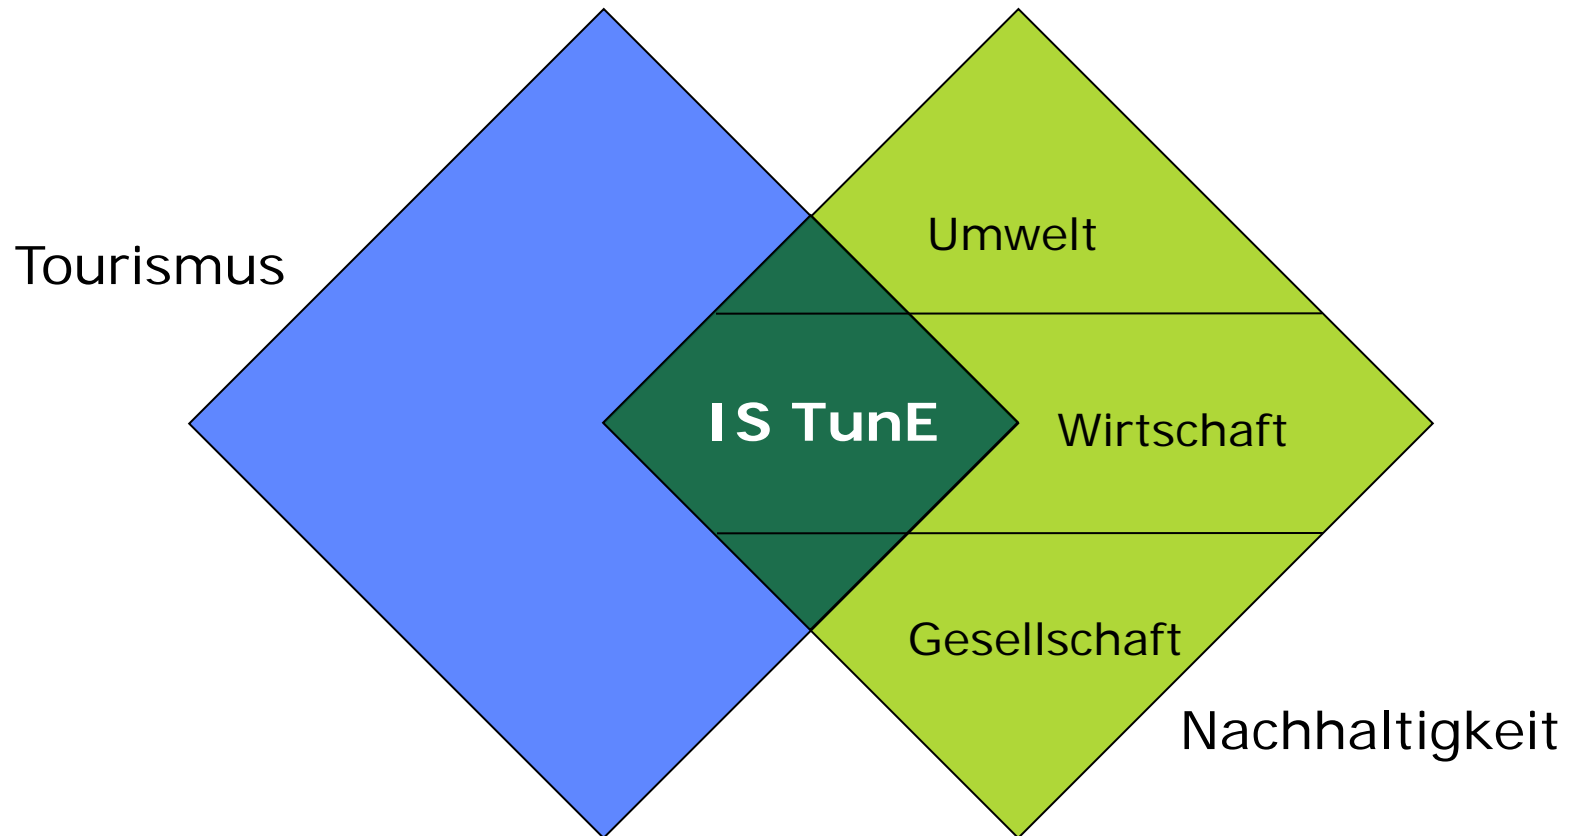 Umwelt
Tourismus
IS TunE
Wirtschaft
Gesellschaft
Nachhaltigkeit